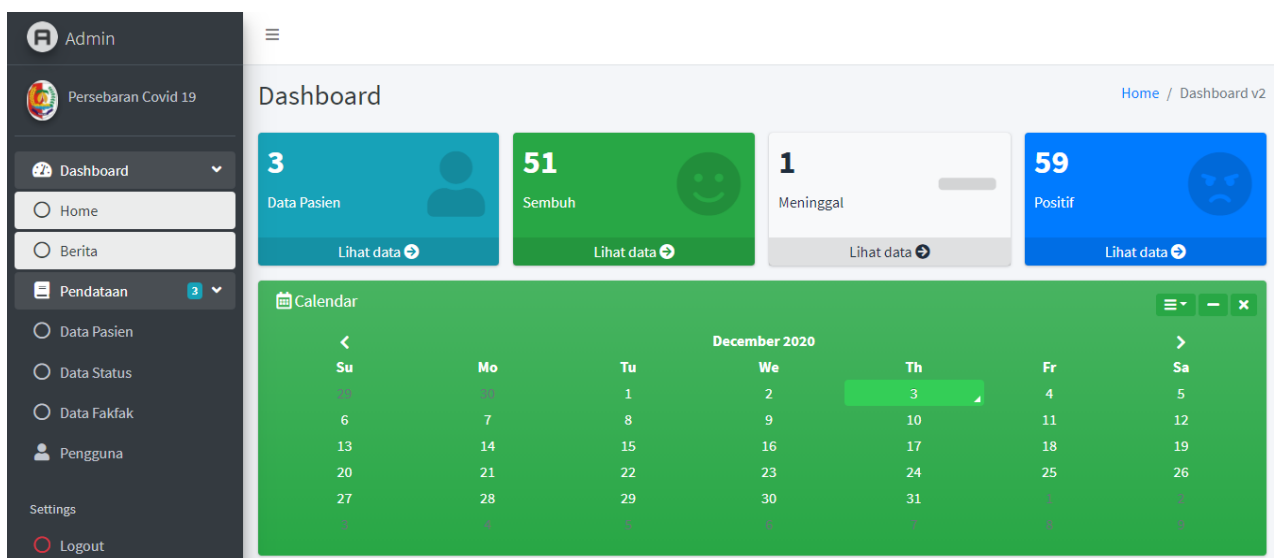 Admin
Persebaran Covid 19
Dashboard
Home
Berita
Pendataan 3
Data Pasien
Data Status
Data Fakfak
Pengguna
Settings
Logout
Dashboard
Home / Dashboard v2
3
Data Pasien
Lihat data
51
Sembuh
Lihat data
1
Meninggal
Lihat data
59
Positif
Lihat data
Calendar
December 2020
Su Mo Tu We Th Fr Sa
29 30 1 2 3 4 5
6 7 8 9 10 11 12
13 14 15 16 17 18 19
20 21 22 23 24 25 26
27 28 29 30 31 1 2
3 4 5 6 7 8 9